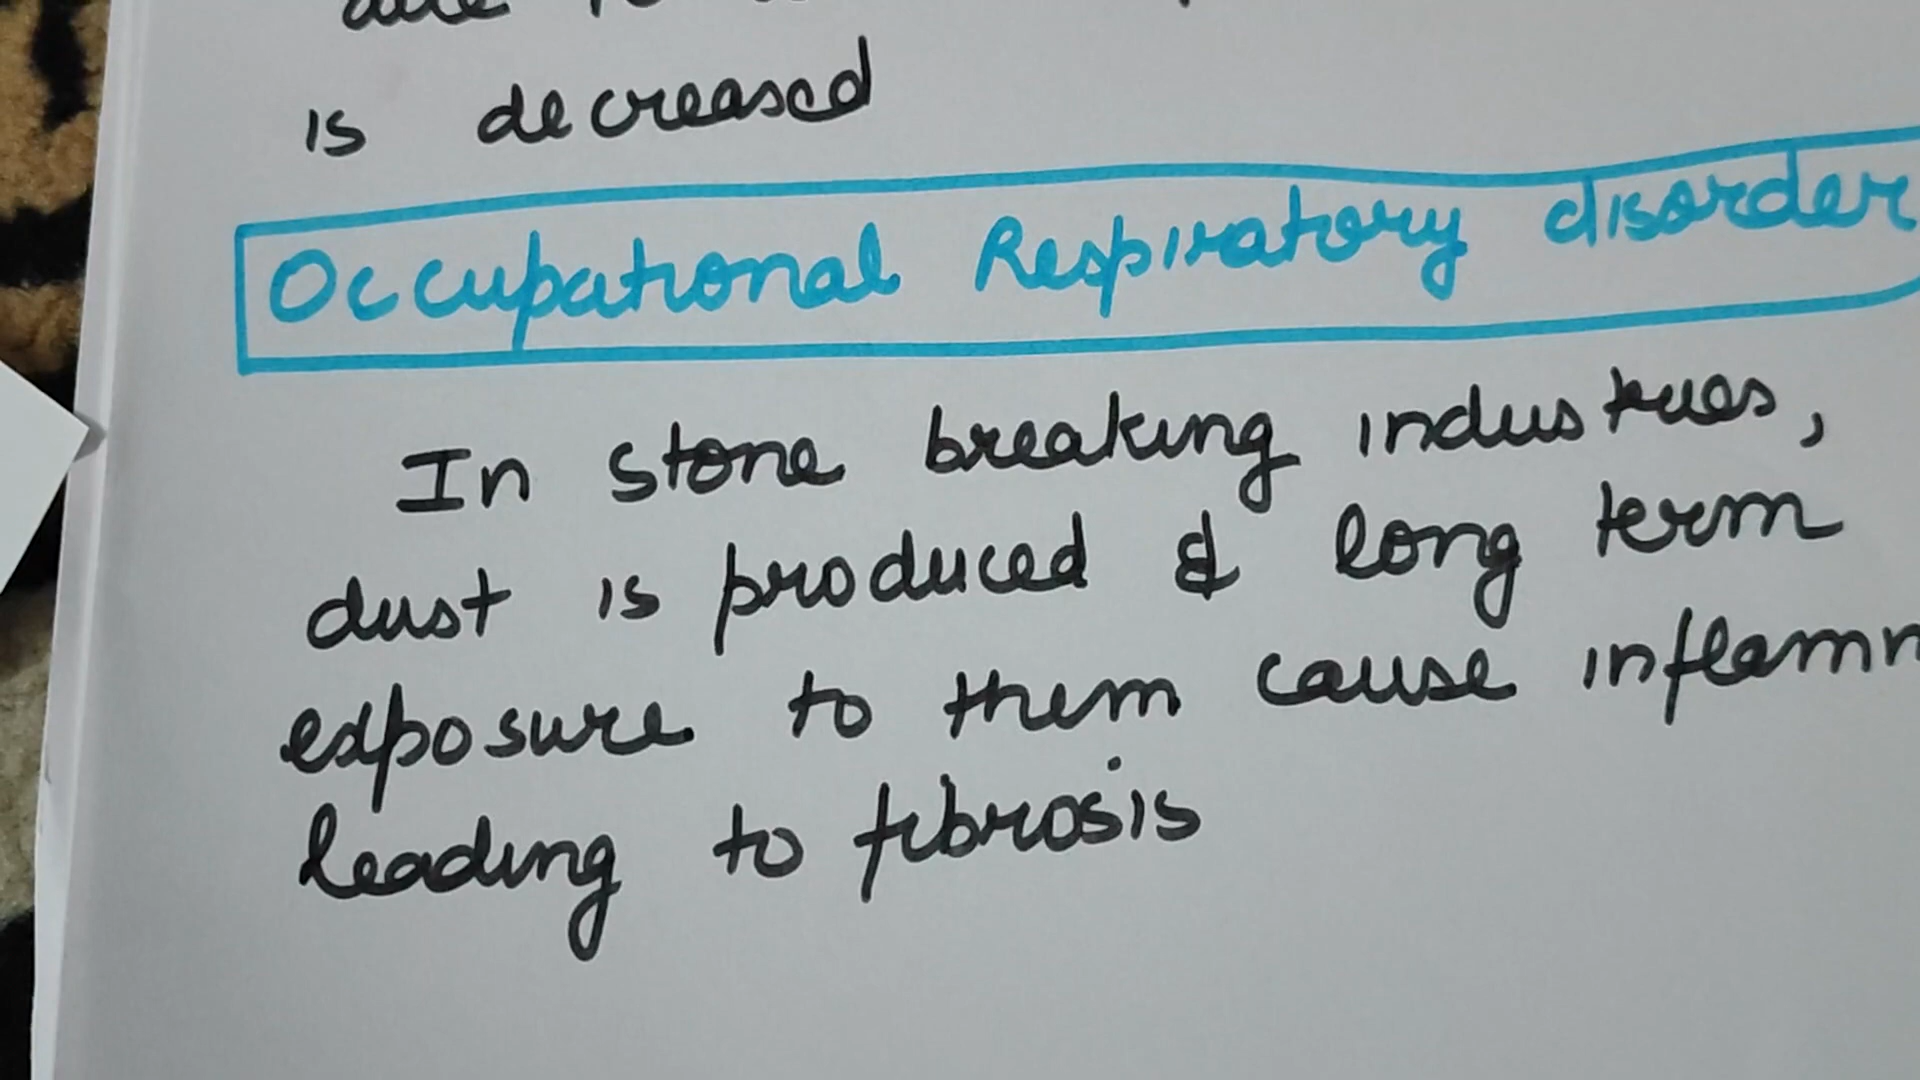 is decreased
Occupational Respiratory disorder
In stone breaking industries,
dust is produced & long term
exposure to them cause inflamm
leading to fibrosis